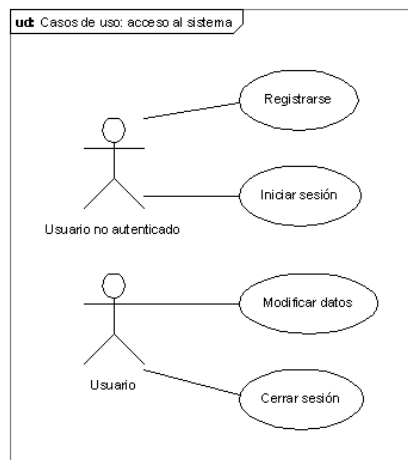 ud: Casos de uso: acceso al sistema
Registrarse
Iniciar sesión
Usuario no autenticado
Modificar datos
Usuario
Cerrar sesión